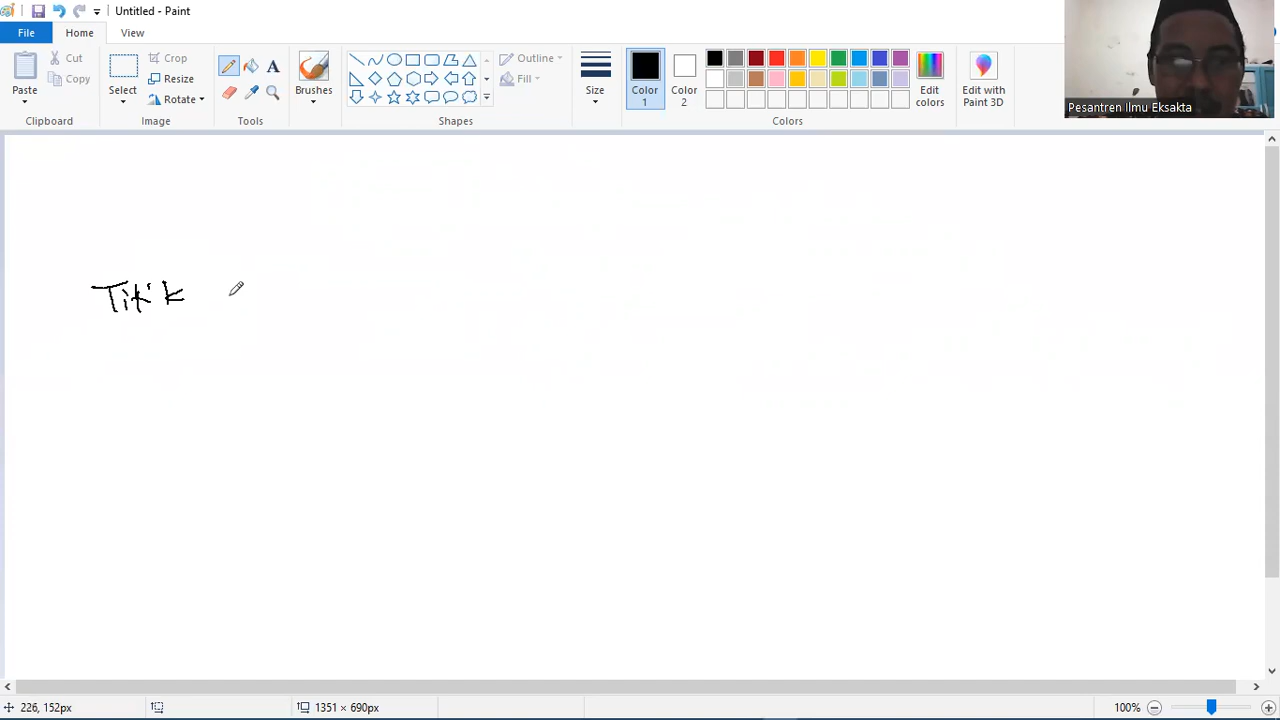 Untitled - Paint
File
Home
View
Paste
Cut
Copy
Clipboard
Select
Crop
Resize
Rotate
Image
A
Tools
Brushes
Outline
Fill
Shapes
Size
Color 1
Color 2
Edit colors
Colors
Edit with Paint 3D
Pesantren Ilmu Eksakta
Titik
226, 152px
1351 × 690px
100%